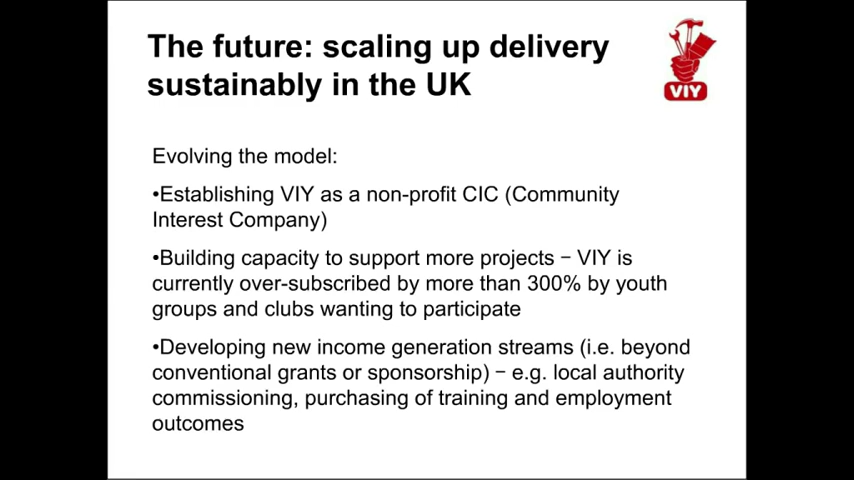 The future: scaling up delivery
sustainably in the UK
VIY
Evolving the model:
•Establishing VIY as a non-profit CIC (Community
Interest Company)
•Building capacity to support more projects − VIY is
currently over-subscribed by more than 300% by youth
groups and clubs wanting to participate
•Developing new income generation streams (i.e. beyond
conventional grants or sponsorship) − e.g. local authority
commissioning, purchasing of training and employment
outcomes